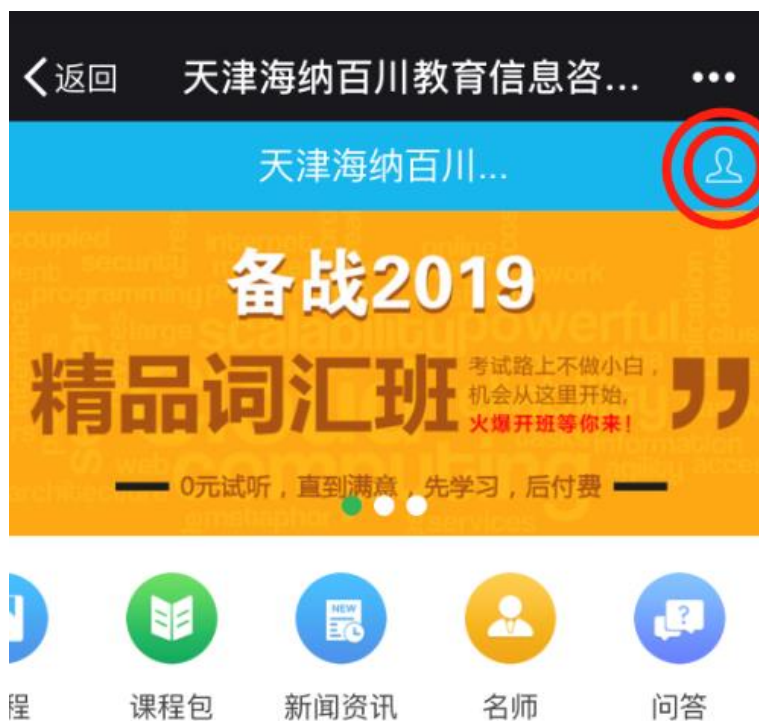 返回 天津海纳百川教育信息咨...
天津海纳百川...
备战2019
精品词汇班
考试路上不做小白，
机会从这里开始，
火爆开班等你来！
0元试听，直到满意，先学习，后付费
程 课程包 新闻资讯 名师 问答
NEW